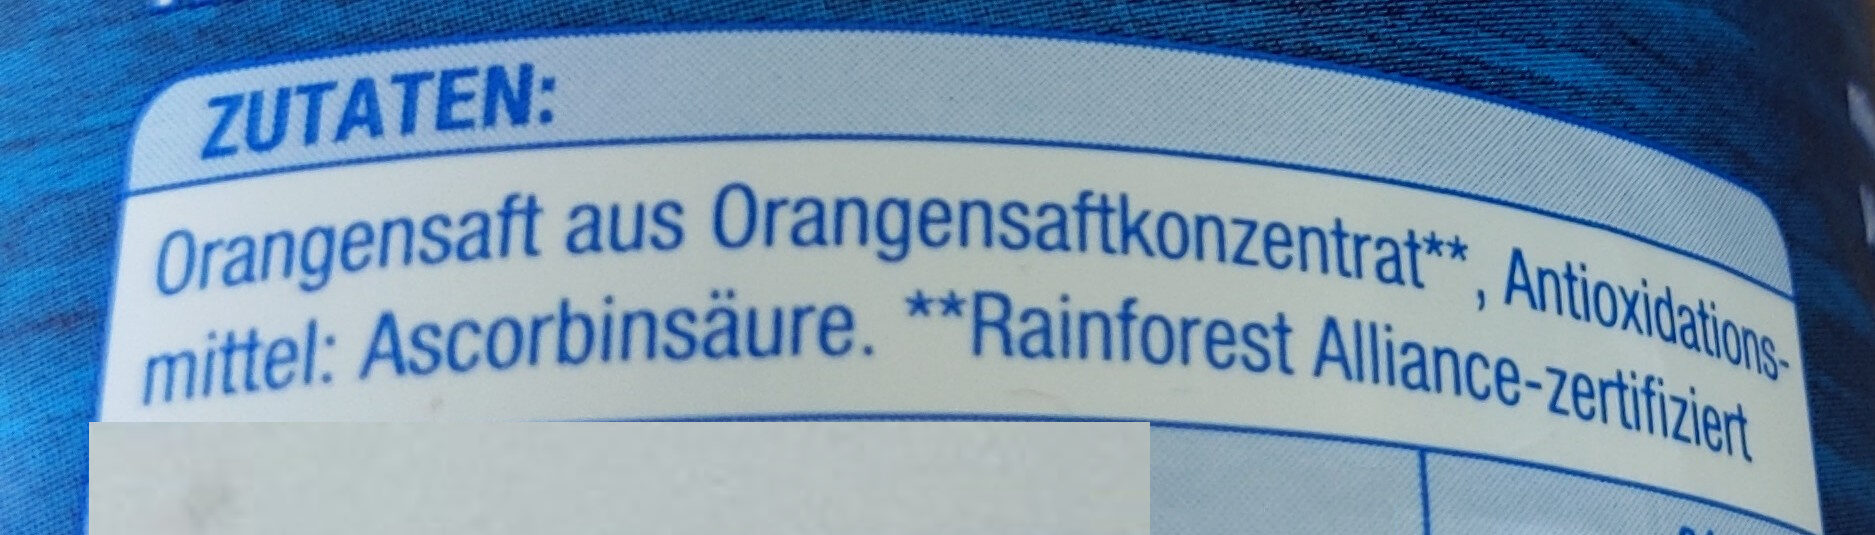 ZUTATEN:
Orangensaft aus Orangensaftkonzentrat**, Antioxidations-
mittel: Ascorbinsäure. **Rainforest Alliance-zertifiziert